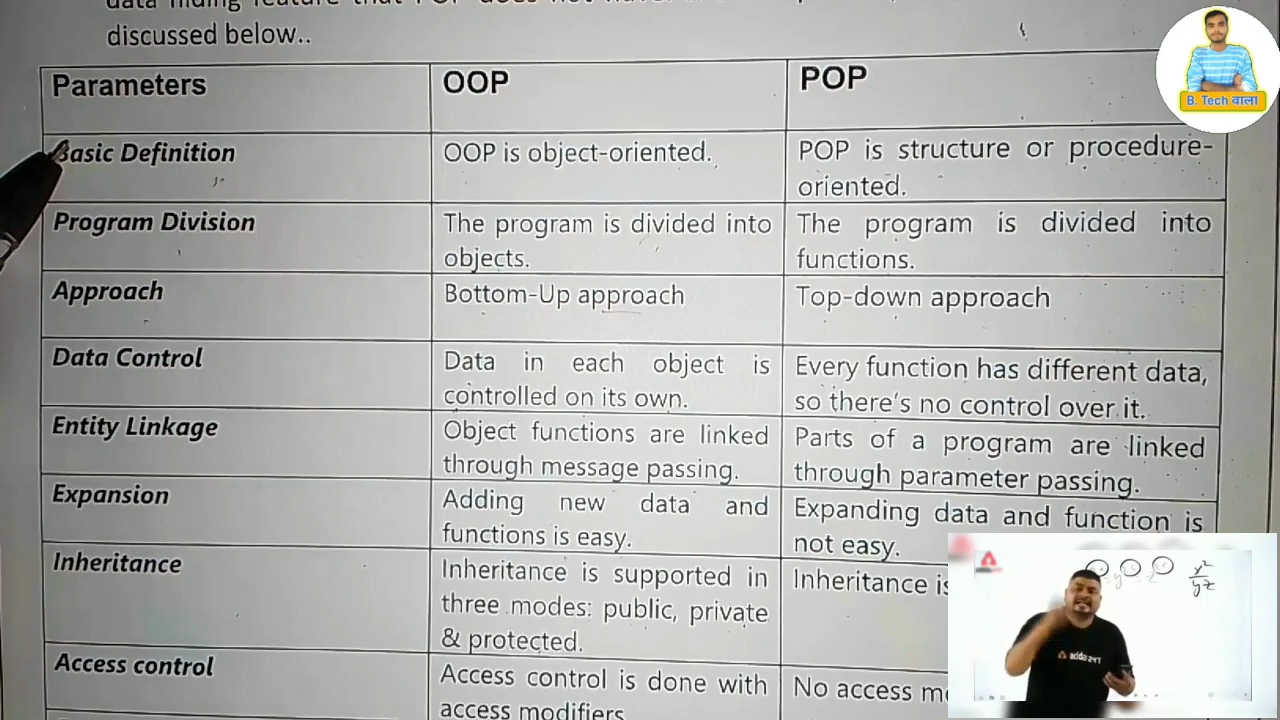 discussed below..
Parameters
OOP
POP
Basic Definition
OOP is object-oriented.
POP is structure or procedure-
oriented.
Program Division
The program is divided into
objects.
The program is divided into
functions.
Approach
Bottom-Up approach
Top-down approach
Data Control
Data in each object is
controlled on its own.
Every function has different data,
so there's no control over it.
Entity Linkage
Object functions are linked
through message passing.
Parts of a program are linked
through parameter passing.
Expansion
Adding new data and
functions is easy.
Expanding data and function is
not easy.
Inheritance
Inheritance is supported in
three modes: public, private
& protected.
Inheritance is
Access control
Access control is done with
access modifiers
No access
B. Tech वाला
x²
yz
adda247